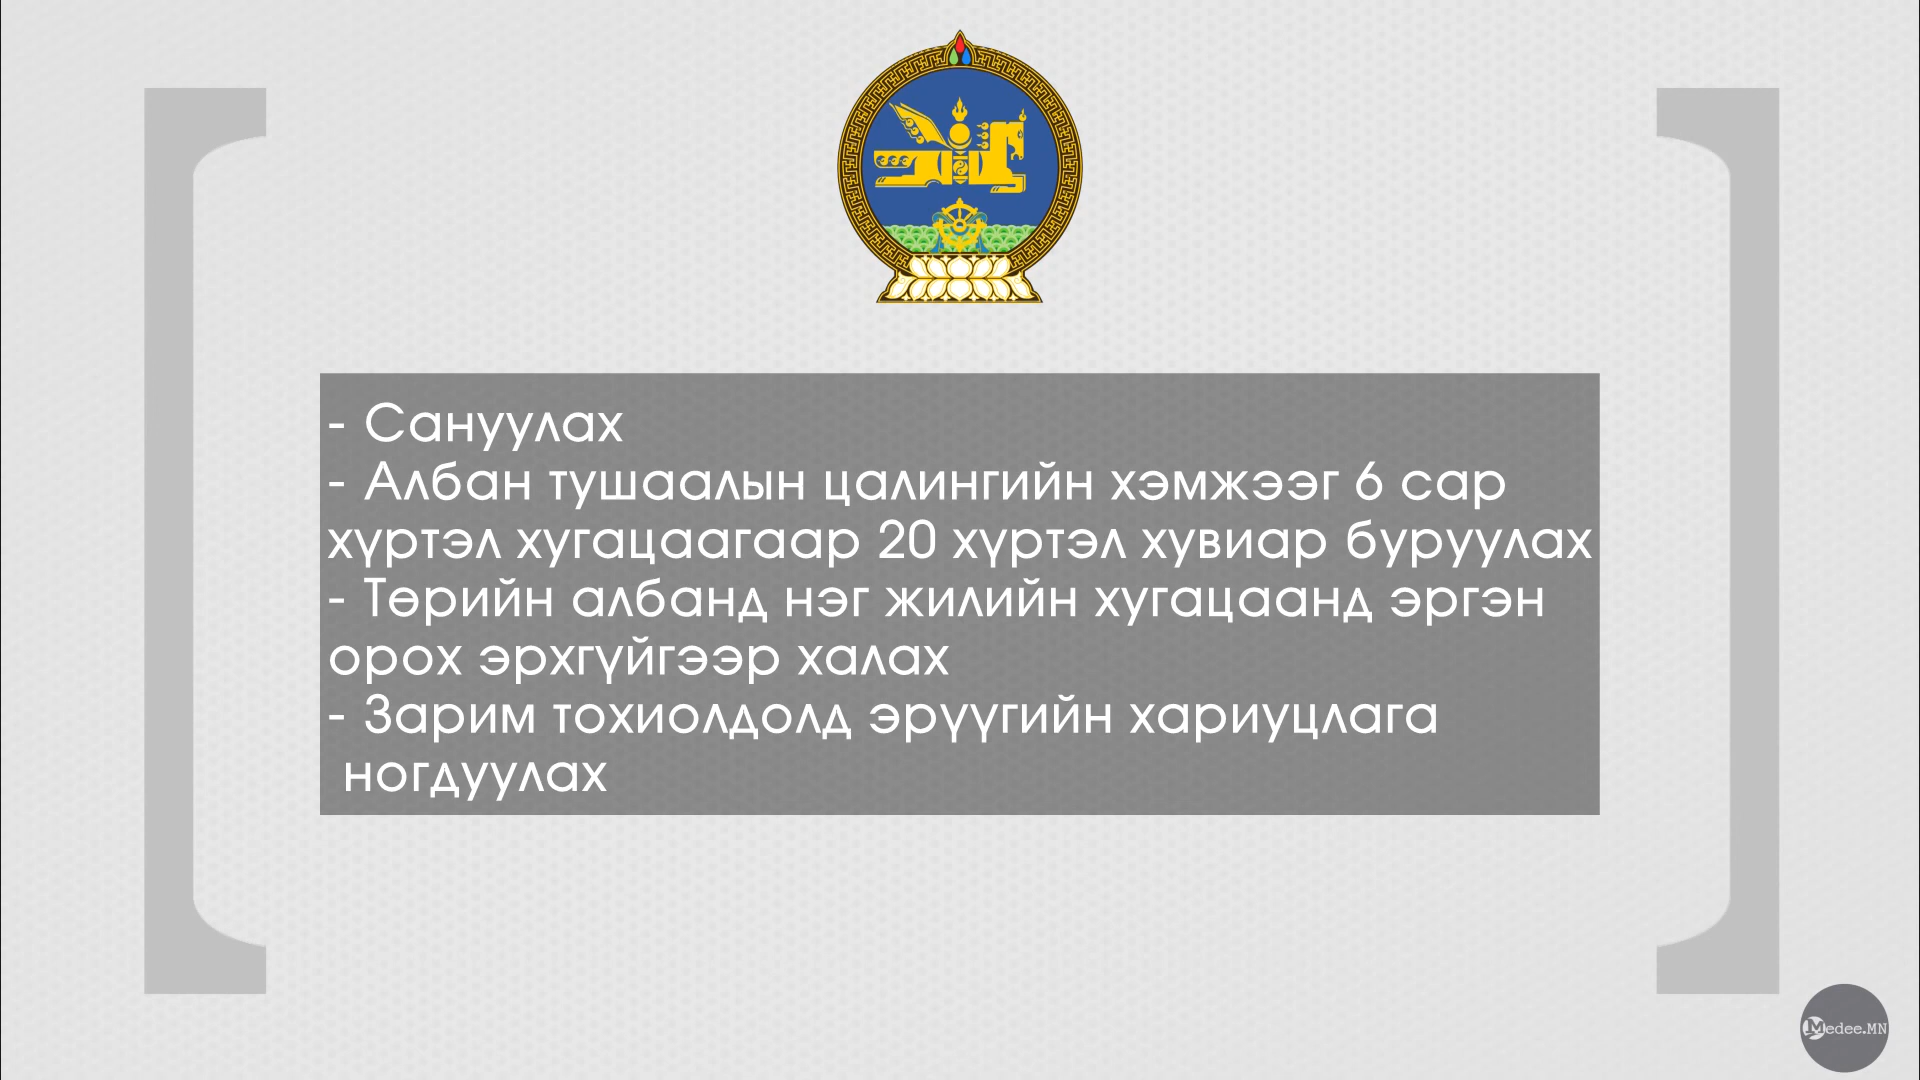 - Сануулах
- Албан тушаалын цалингийн хэмжээг 6 сар
хүртэл хугацаагаар 20 хүртэл хувиар буруулах
- Төрийн албанд нэг жилийн хугацаанд эргэн
орох эрхгүйгээр халах
- Зарим тохиолдолд эрүүгийн хариуцлага
ногдуулах
Medee.MN